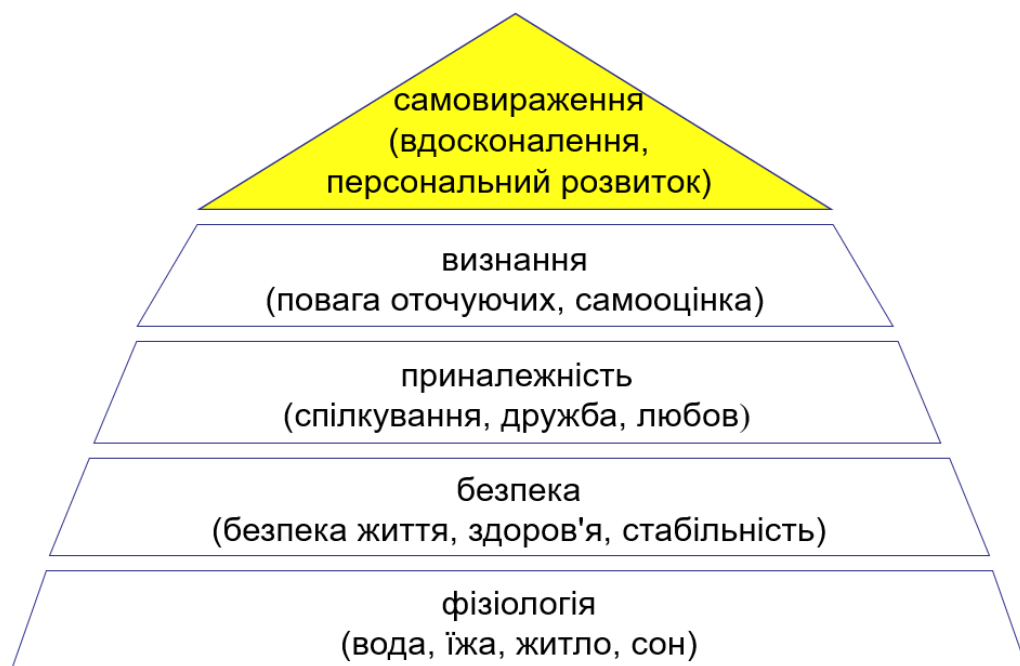 самовираження
(вдосконалення,
персональний розвиток)
визнання
(повага оточуючих, самооцінка)
приналежність
(спілкування, дружба, любов)
безпека
(безпека життя, здоров'я, стабільність)
фізіологія
(вода, їжа, житло, сон)